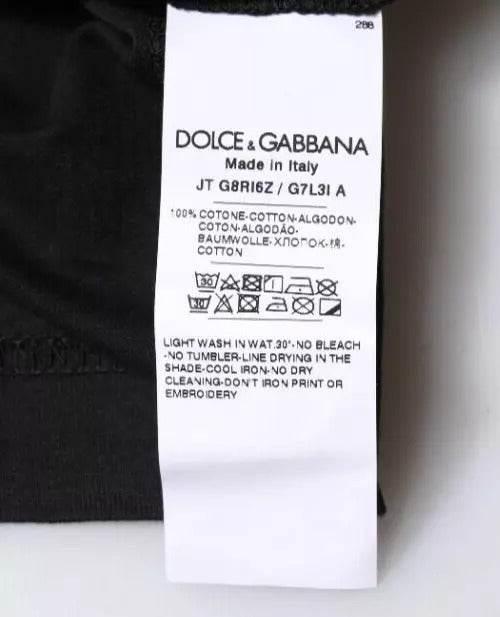 288
DOLCE & GABBANA
Made in Italy
JT G8RI6Z / G7L3I A
100% COTONE-COTTON-ALGODON-
COTON-ALGODÃO-
BAUMWOLLE-ХЛОПОК-棉-
COTTON
30
30
LIGHT WASH IN WAT.30°-NO BLEACH
-NO TUMBLER-LINE DRYING IN THE
SHADE-COOL IRON-NO DRY
CLEANING-DON'T IRON PRINT OR
EMBROIDERY